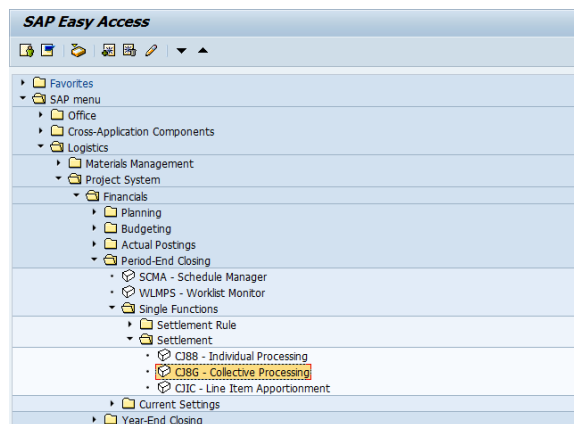 SAP Easy Access
Favorites
SAP menu
Office
Cross-Application Components
Logistics
Materials Management
Project System
Financials
Planning
Budgeting
Actual Postings
Period-End Closing
SCMA - Schedule Manager
WLMPS - Worklist Monitor
Single Functions
Settlement Rule
Settlement
CJ88 - Individual Processing
CJ8G - Collective Processing
CJIC - Line Item Apportionment
Current Settings
Year-End Closing